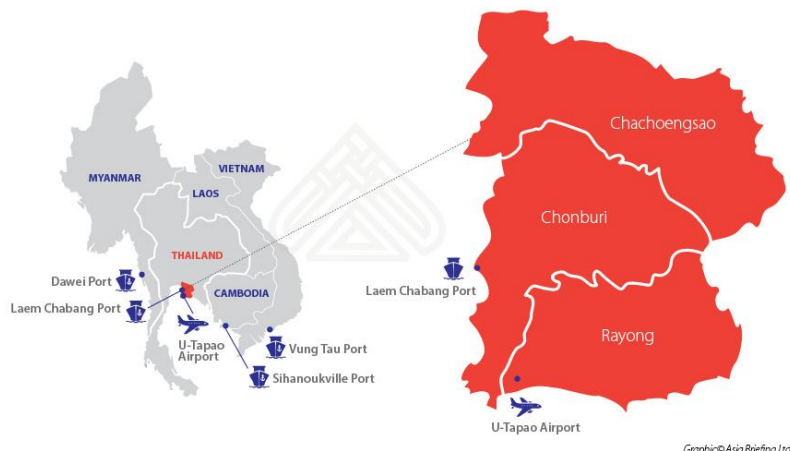 MYANMAR
VIETNAM
LAOS
THAILAND
CAMBODIA
Dawei Port
Laem Chabang Port
U-Tapao
Airport
Vung Tau Port
Sihanoukville Port
Chachoengsao
Chonburi
Laem Chabang Port
Rayong
U-Tapao Airport
Graphic© Asia Briefing Ltd